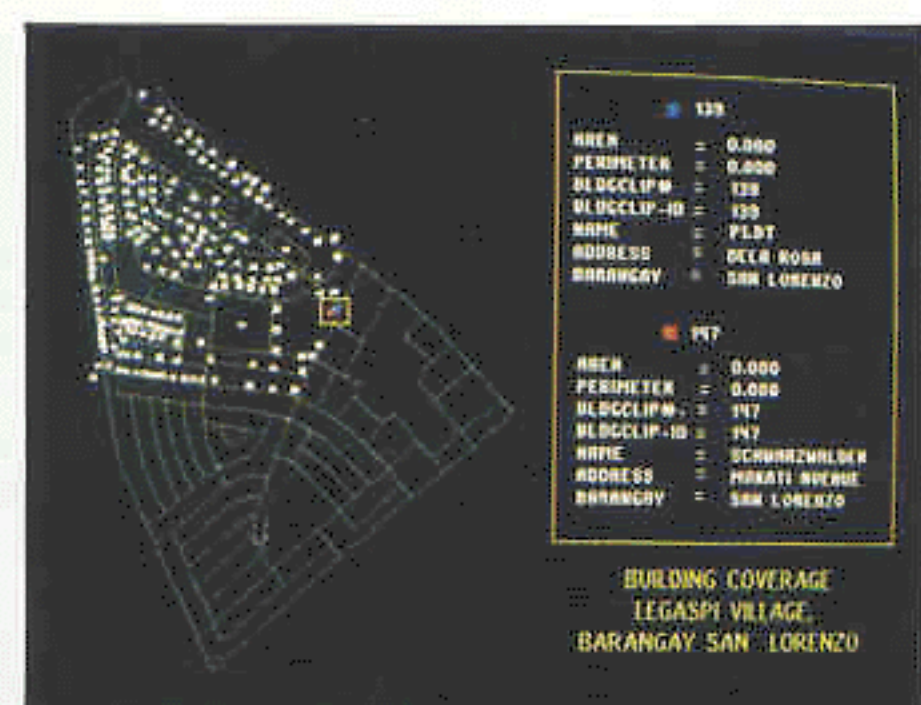 139
AREA = 0.000
PERIMETER = 0.000
BLDGCLIP# = 139
BLDGCLIP-ID = 139
NAME = PLDT
ADDRESS = DELA ROSA
BARANGAY = SAN LORENZO
147
AREA = 0.000
PERIMETER = 0.000
BLDGCLIP#. = 147
BLDGCLIP-ID = 147
NAME = SCHWARZWALDER
ADDRESS = MAKATI AVENUE
BARANGAY = SAN LORENZO
BUILDING COVERAGE
LEGASPI VILLAGE,
BARANGAY SAN LORENZO